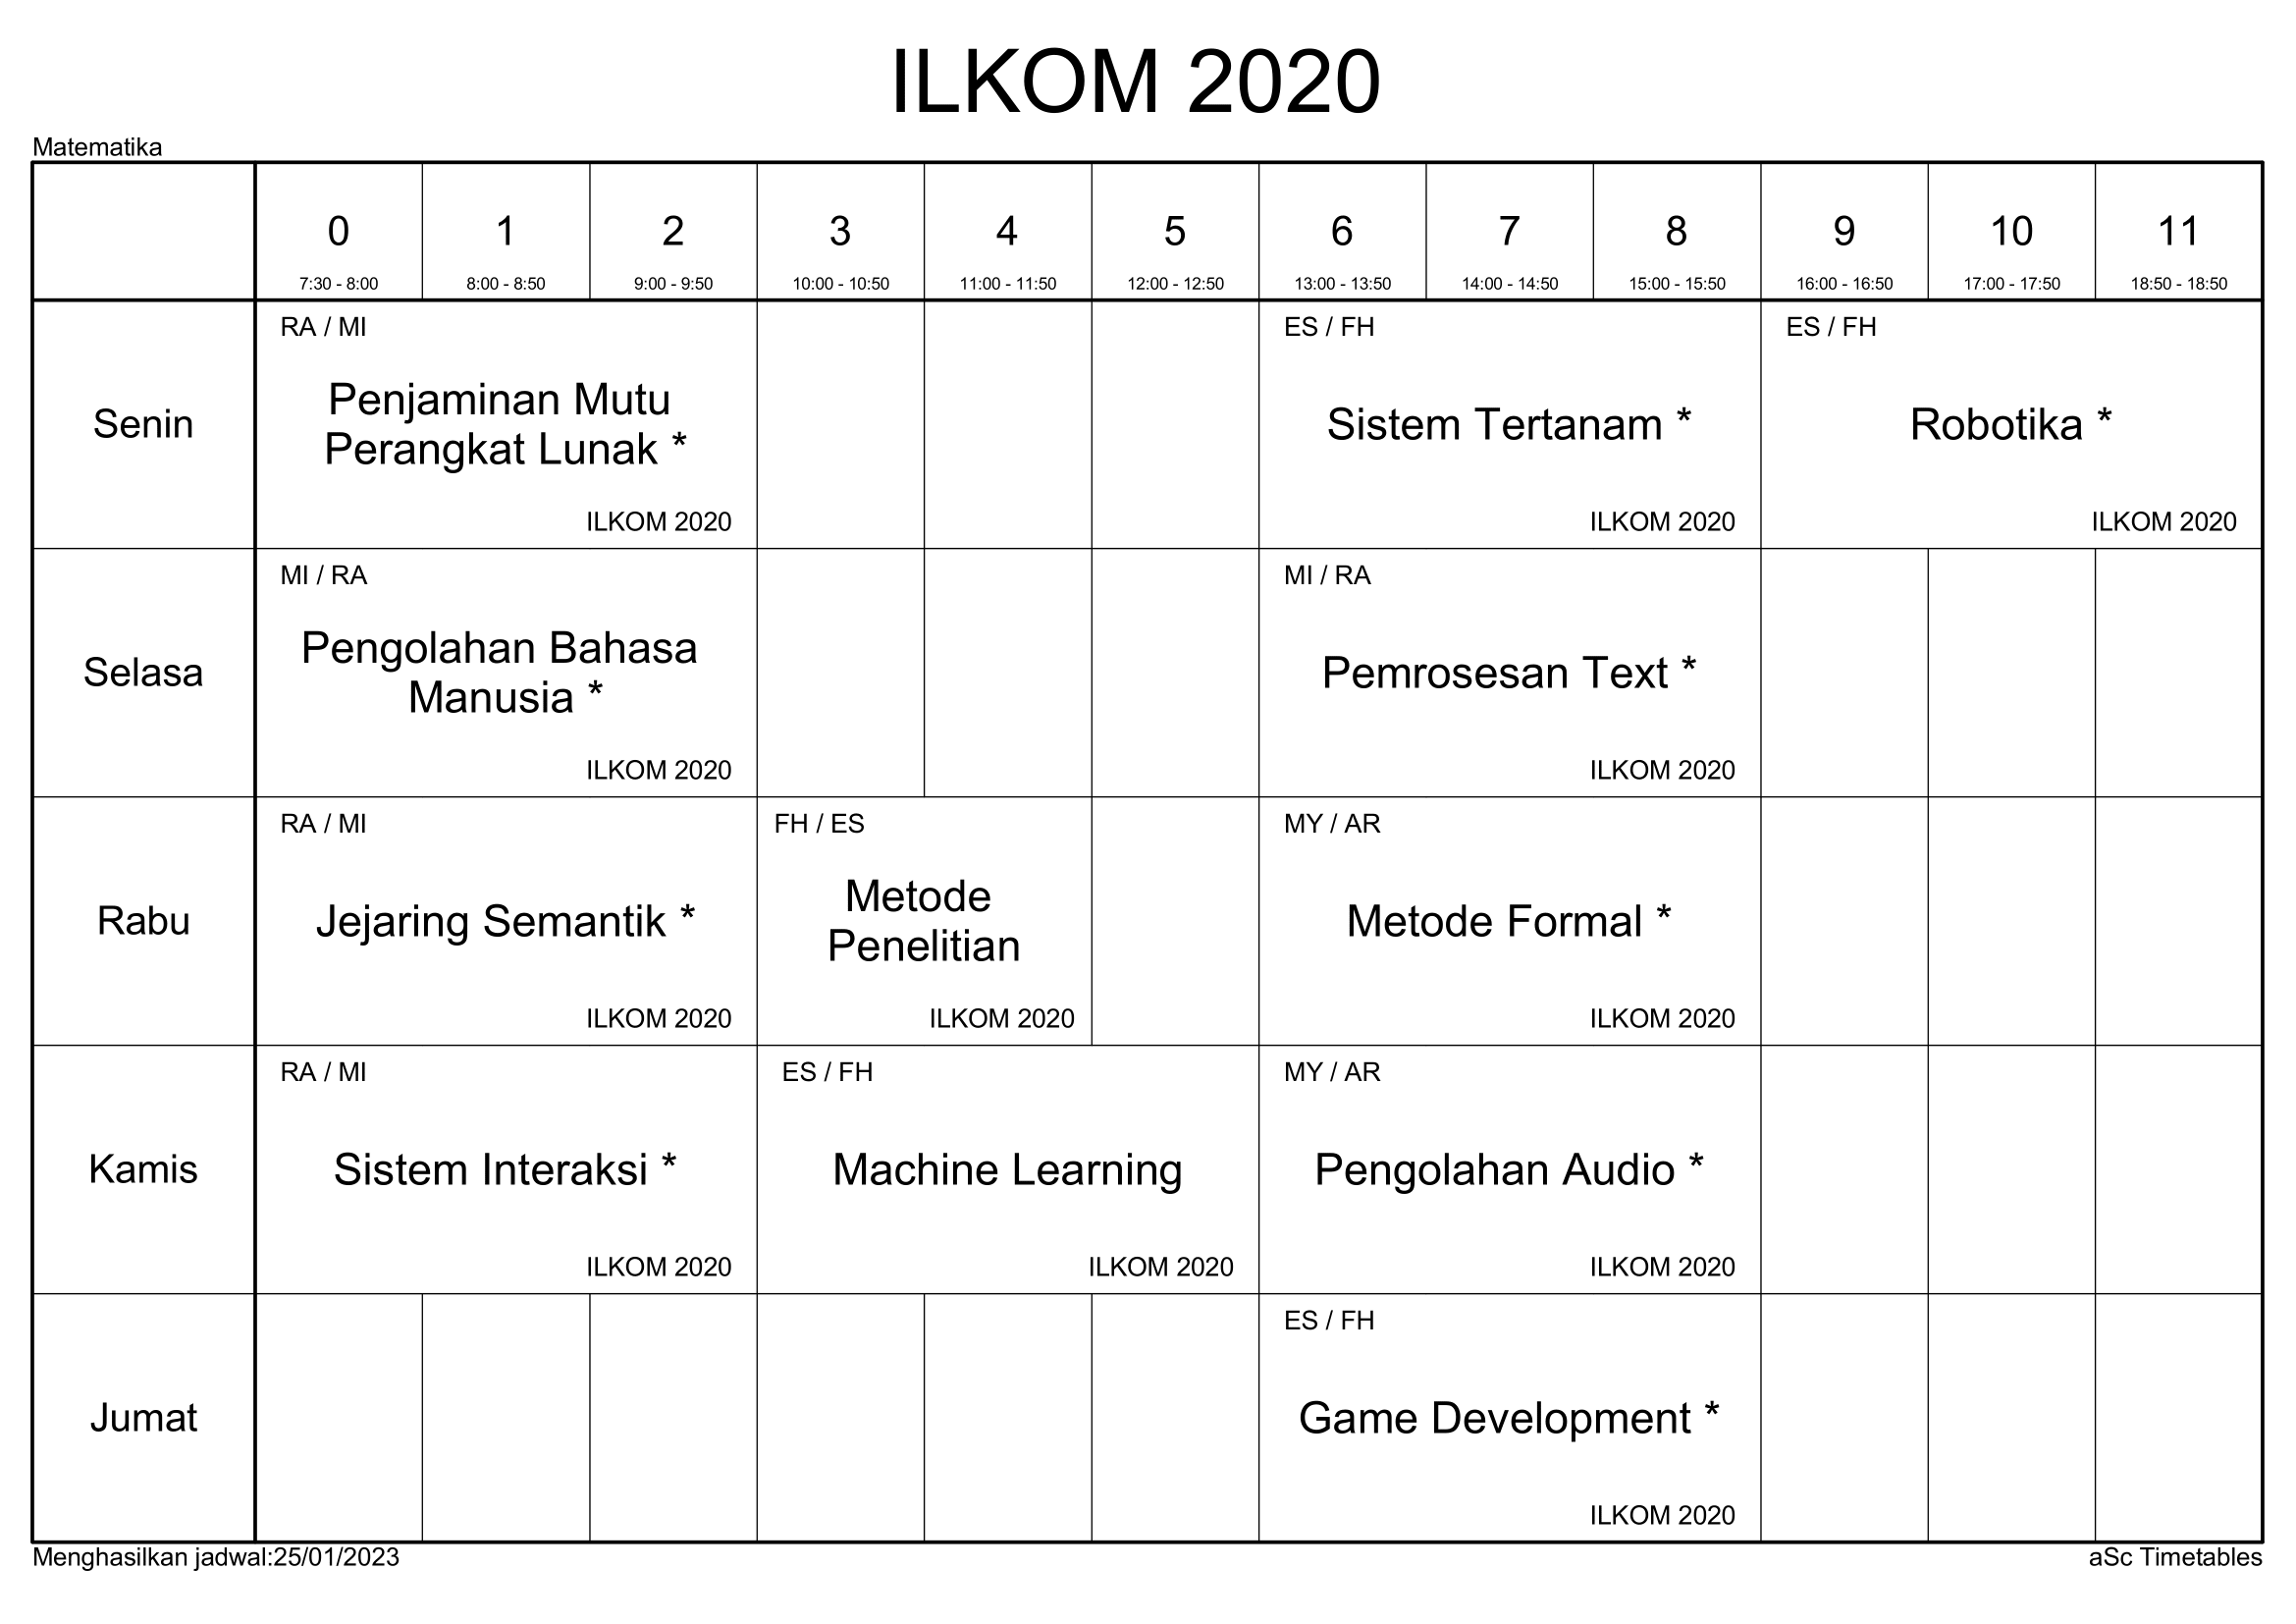 ILKOM 2020
Matematika
0 1 2 3 4 5 6 7 8 9 10 11
7:30 - 8:00 8:00 - 8:50 9:00 - 9:50 10:00 - 10:50 11:00 - 11:50 12:00 - 12:50 13:00 - 13:50 14:00 - 14:50 15:00 - 15:50 16:00 - 16:50 17:00 - 17:50 18:50 - 18:50
Senin
RA / MI
Penjaminan Mutu
Perangkat Lunak *
ILKOM 2020
ES / FH
Sistem Tertanam *
ILKOM 2020
ES / FH
Robotika *
ILKOM 2020
Selasa
MI / RA
Pengolahan Bahasa
Manusia *
ILKOM 2020
MI / RA
Pemrosesan Text *
ILKOM 2020
Rabu
RA / MI
Jejaring Semantik *
ILKOM 2020
FH / ES
Metode
Penelitian
ILKOM 2020
MY / AR
Metode Formal *
ILKOM 2020
Kamis
RA / MI
Sistem Interaksi *
ILKOM 2020
ES / FH
Machine Learning
ILKOM 2020
MY / AR
Pengolahan Audio *
ILKOM 2020
Jumat
ES / FH
Game Development *
ILKOM 2020
Menghasilkan jadwal:25/01/2023
aSc Timetables